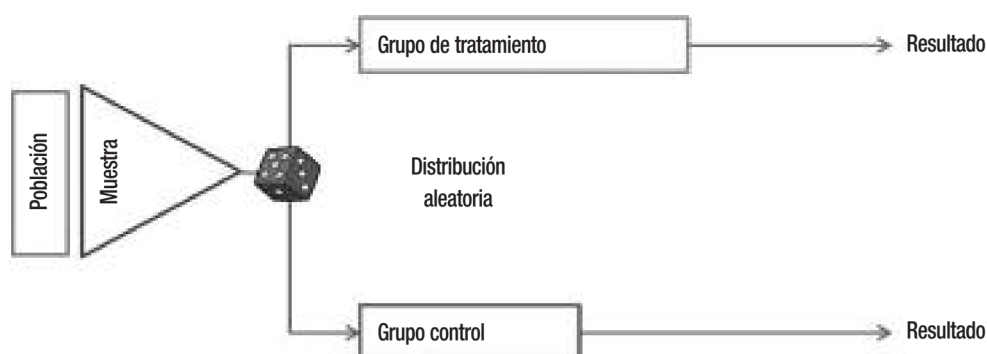 Población
Muestra
Grupo de tratamiento
Resultado
Distribución
aleatoria
Grupo control
Resultado